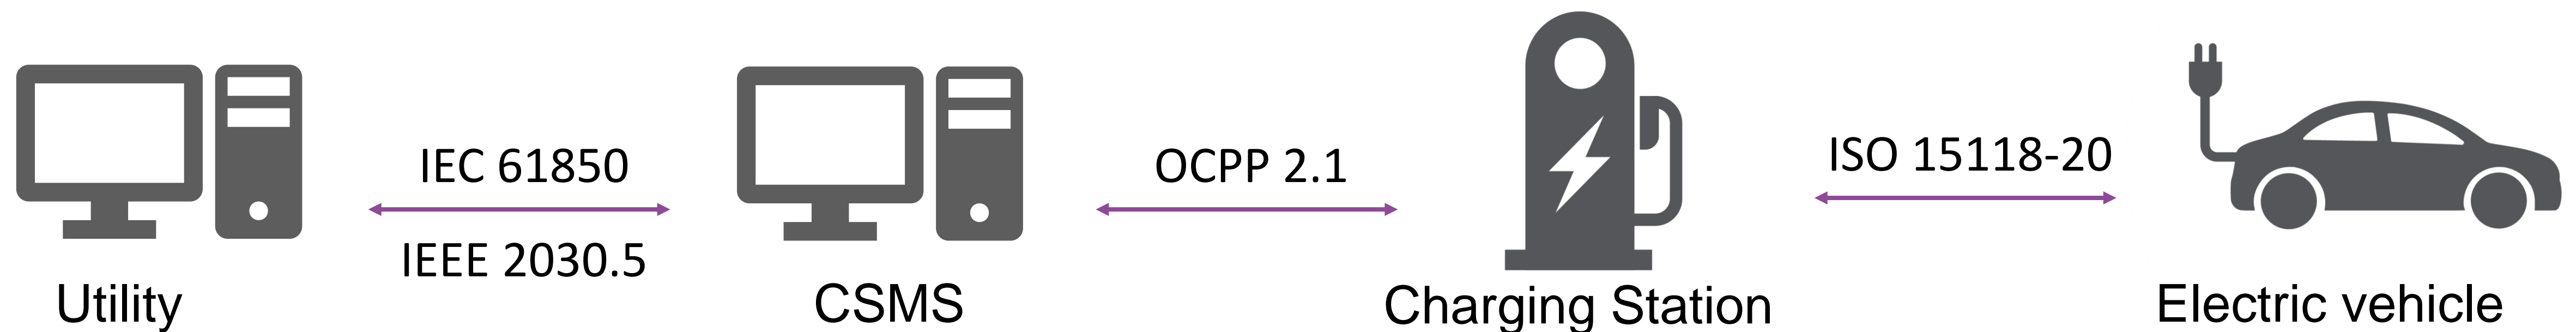 IEC 61850
IEEE 2030.5
OCPP 2.1
ISO 15118-20
Utility
CSMS
Charging Station
Electric vehicle